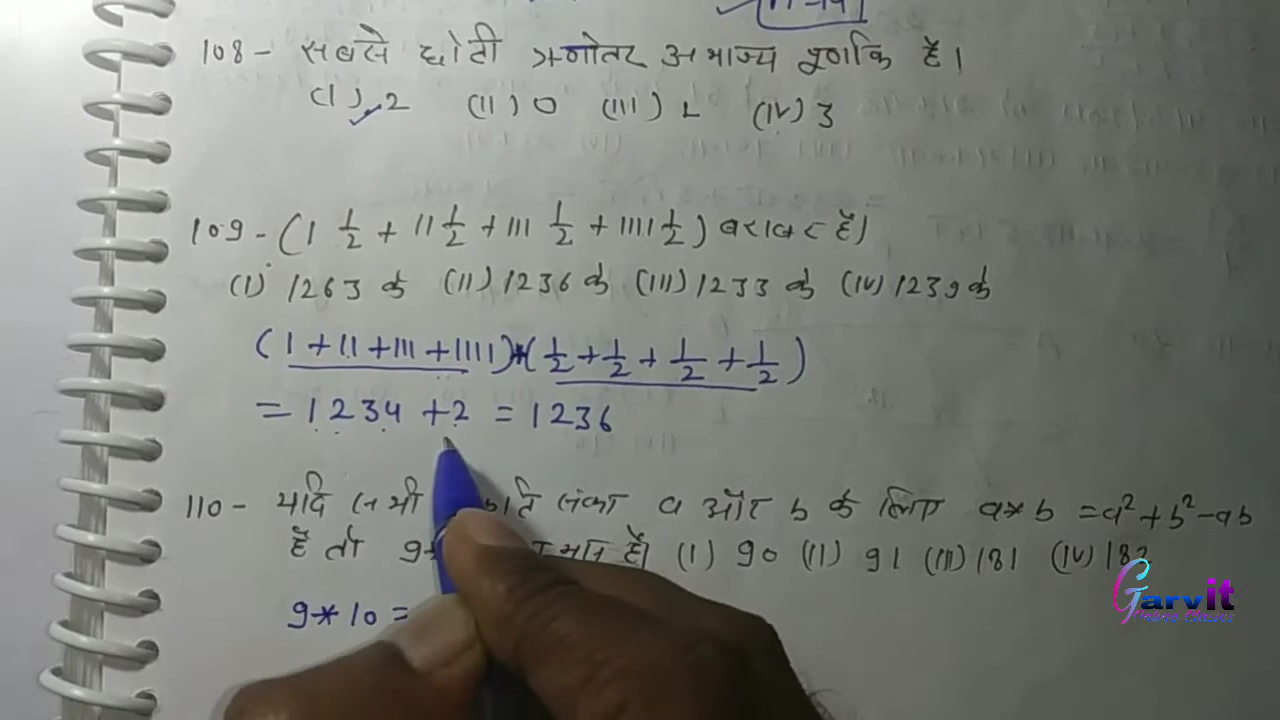 108 - सबसे छोटी ऋणोतर अभाज्य पूर्णांक है।
(I) 2 (II) 0 (III) 1 (IV) 3
109 - (1 1/2 + 11 1/2 + 111 1/2 + 1111 1/2) बराबर है।
(I) 1263 के (II) 1236 के (III) 1233 के (IV) 1239 के
(1 + 11 + 111 + 1111) + (1/2 + 1/2 + 1/2 + 1/2)
= 1234 + 2 = 1236
110 - यदि सभी a और b के लिए a * b = a² + b² - ab
है तो मान है। (I) 90 (II) 91 (III) 181 (IV) 182
9 * 10 =
Garvit